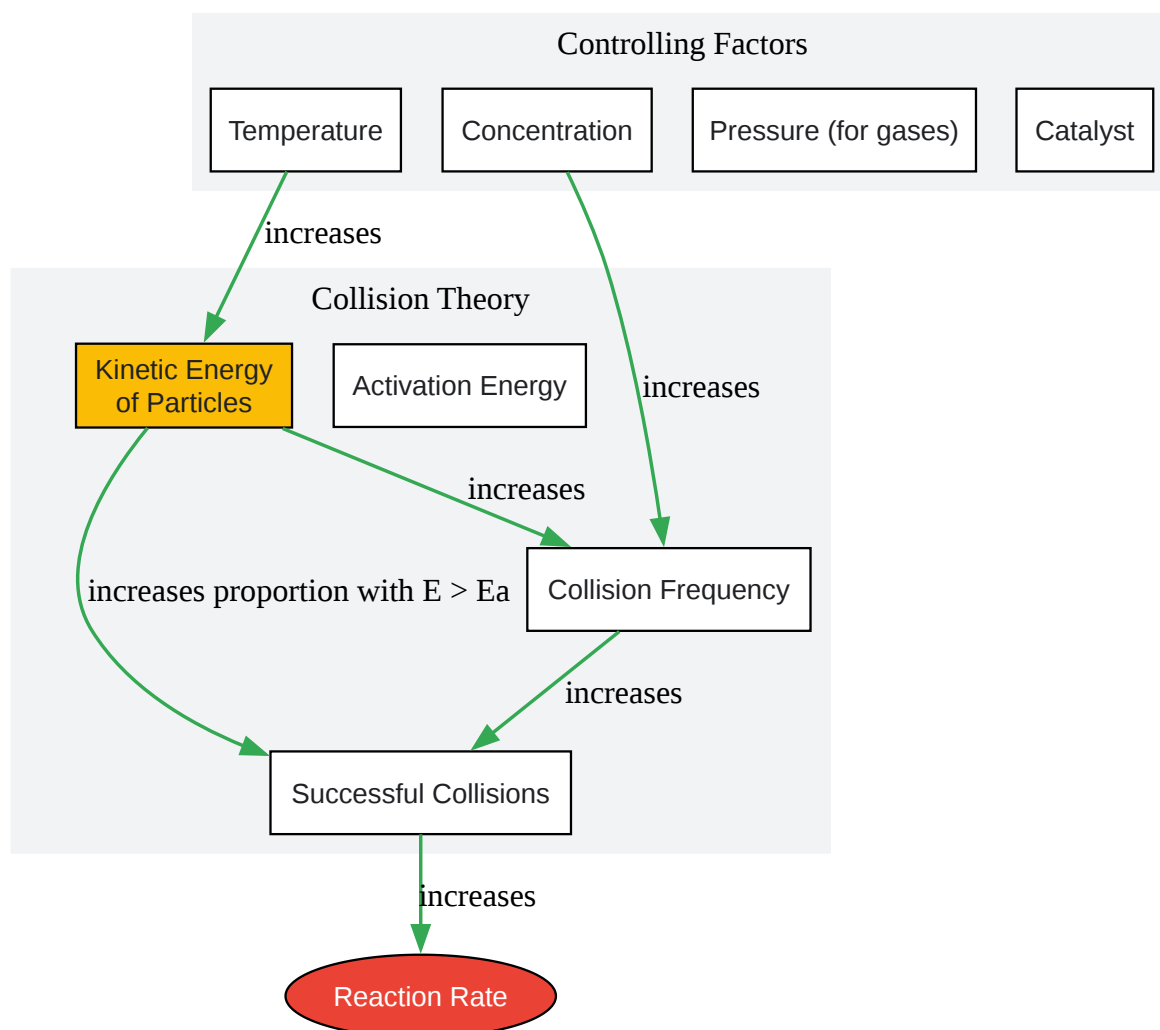 Controlling Factors
Temperature
Concentration
Pressure (for gases)
Catalyst
increases
Collision Theory
Kinetic Energy
of Particles
Activation Energy
increases
increases
increases proportion with E > Ea
Collision Frequency
increases
Successful Collisions
increases
Reaction Rate